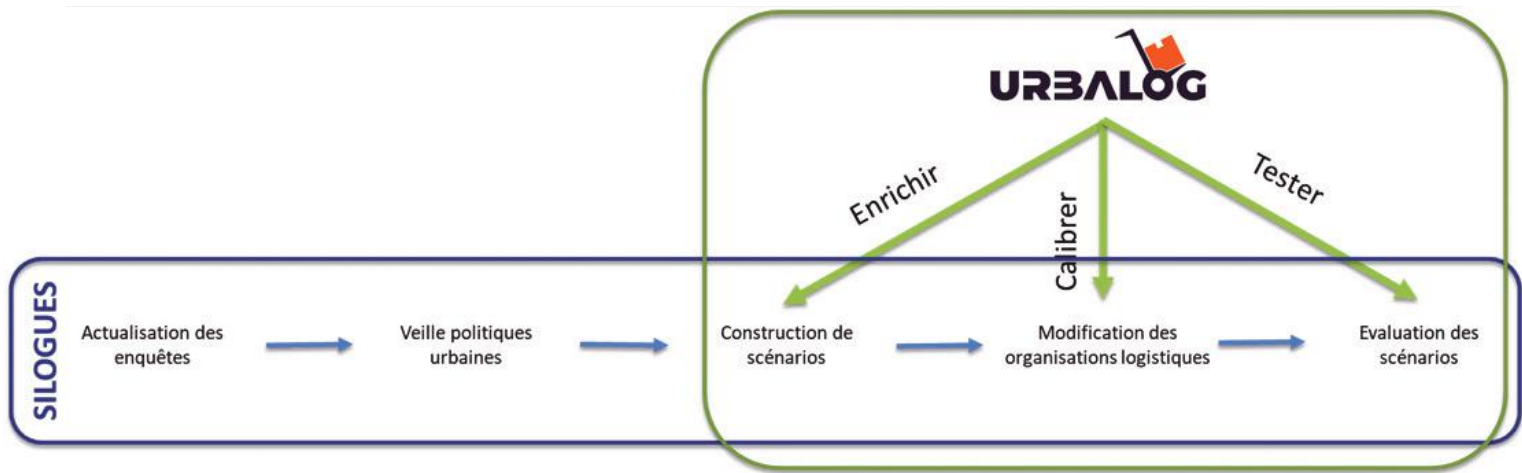 URBALOG
Enrichir
Calibrer
Tester
SILOGUES
Actualisation des
enquêtes
Veille politiques
urbaines
Construction de
scénarios
Modification des
organisations logistiques
Evaluation des
scénarios